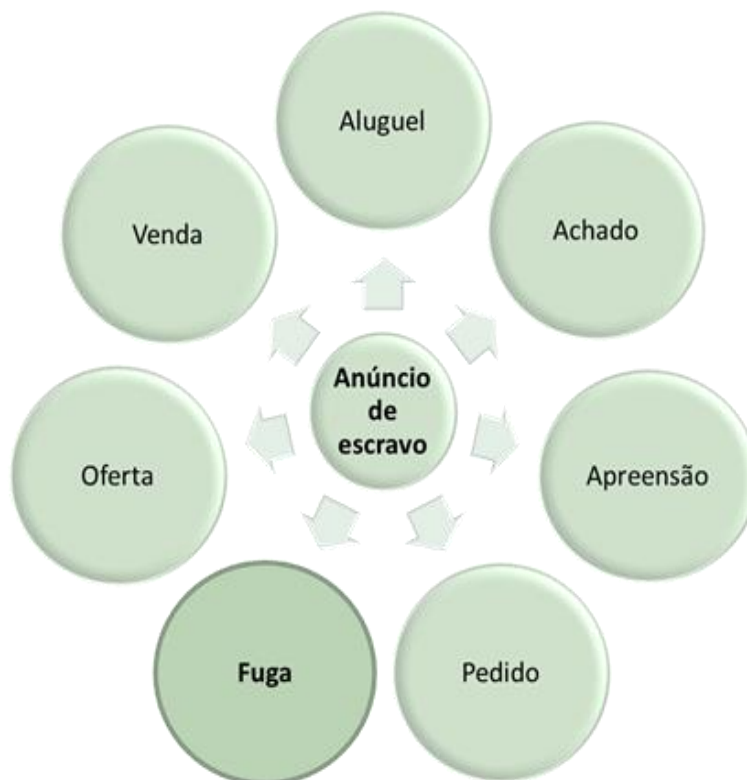 Aluguel
Achado
Venda
Anúncio
de
escravo
Oferta
Apreensão
Fuga
Pedido